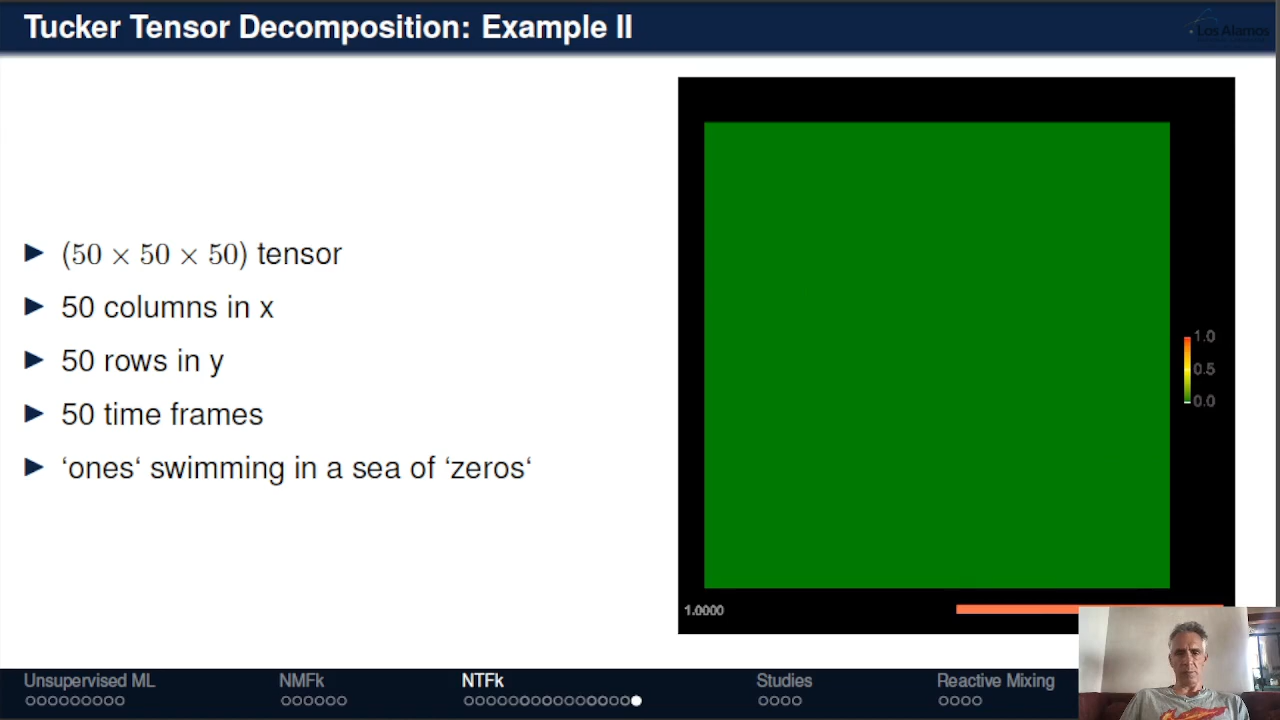 Tucker Tensor Decomposition: Example II
Los Alamos
(50 × 50 × 50) tensor
50 columns in x
50 rows in y
50 time frames
‘ones‘ swimming in a sea of ‘zeros‘
1.0
0.5
0.0
1.0000
Unsupervised ML
NMFk
NTFk
Studies
Reactive Mixing